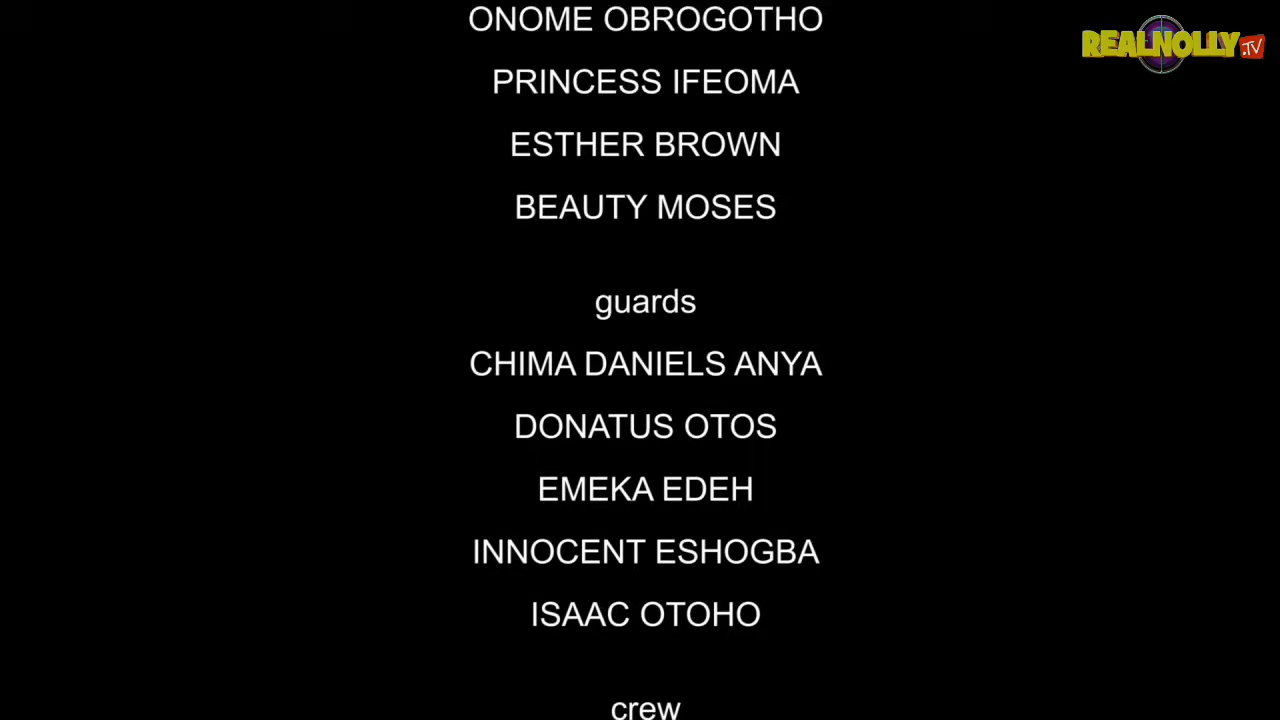 ONOME OBROGOTHO
REALNOLLY.TV
PRINCESS IFEOMA
ESTHER BROWN
BEAUTY MOSES
guards
CHIMA DANIELS ANYA
DONATUS OTOS
EMEKA EDEH
INNOCENT ESHOGBA
ISAAC OTOHO
crew